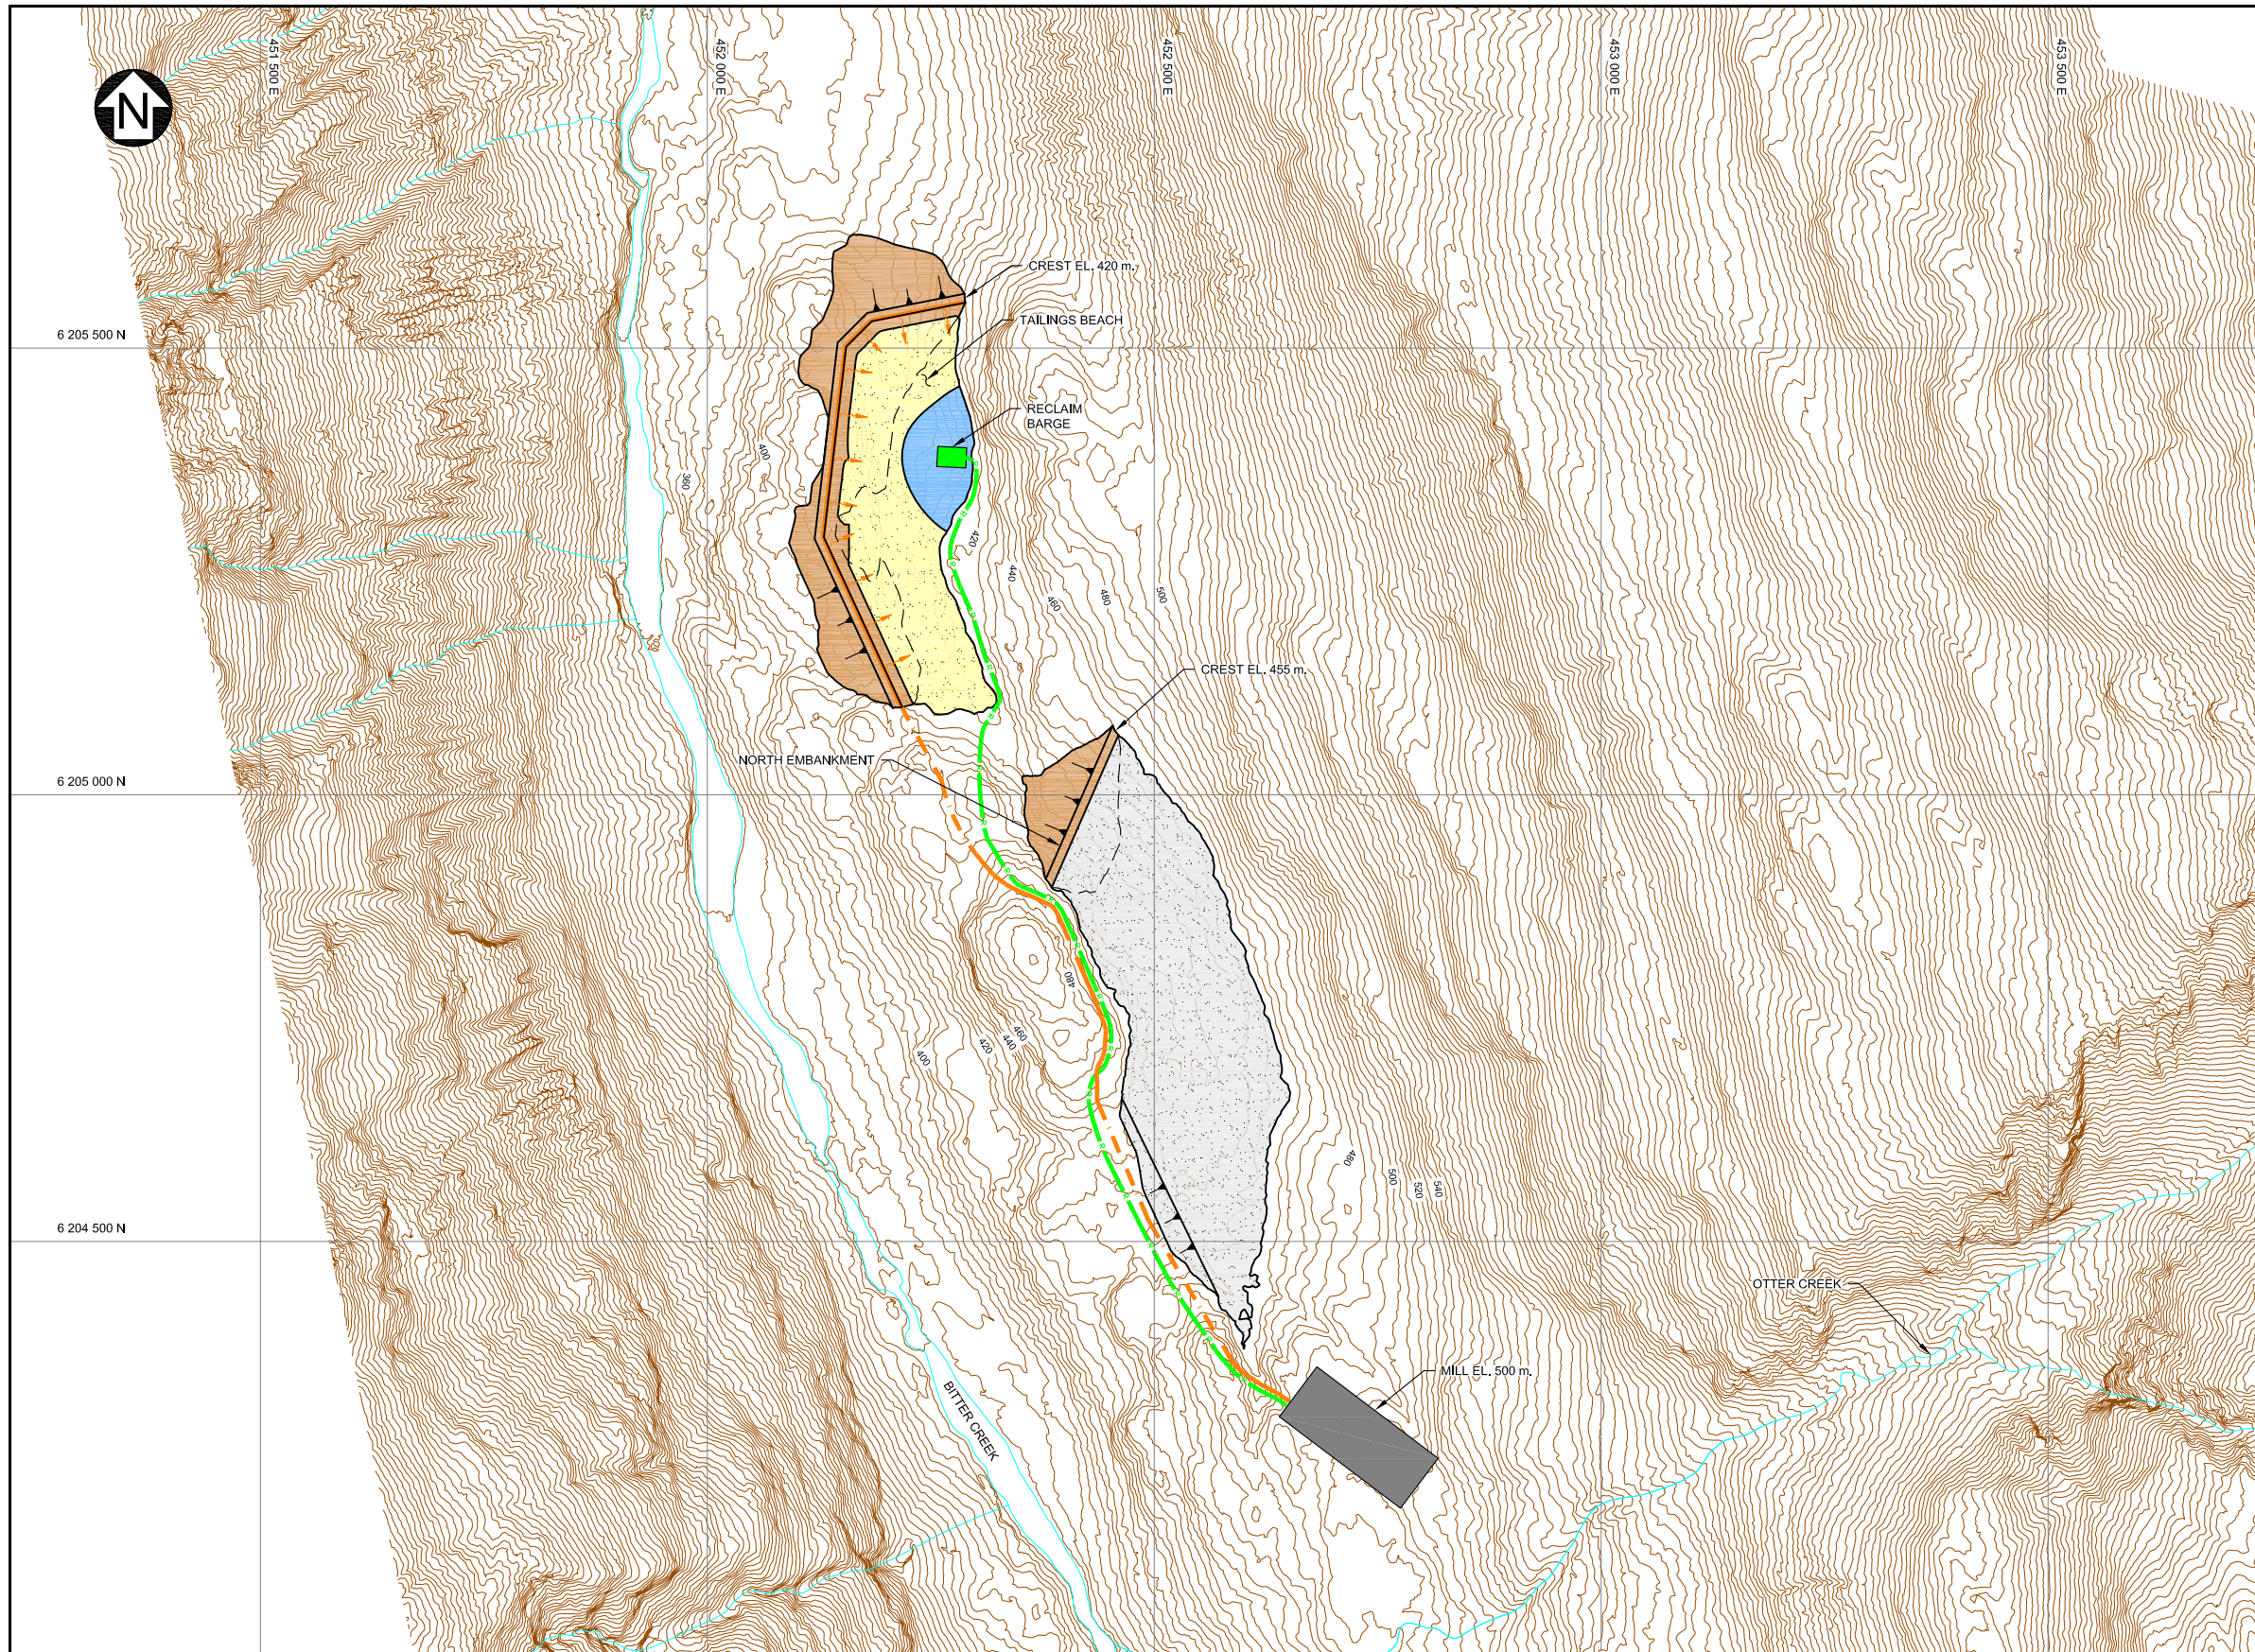 451 500 E
452 000 E
452 500 E
453 000 E
453 500 E
N
CREST EL. 420 m.
TAILINGS BEACH
6 205 500 N
RECLAIM
BARGE
400
360
420
440
460
480
500
CREST EL. 455 m.
NORTH EMBANKMENT
6 205 000 N
480
460
440
420
400
480
500
520
540
6 204 500 N
OTTER CREEK
MILL EL. 500 m.
BITTER CREEK